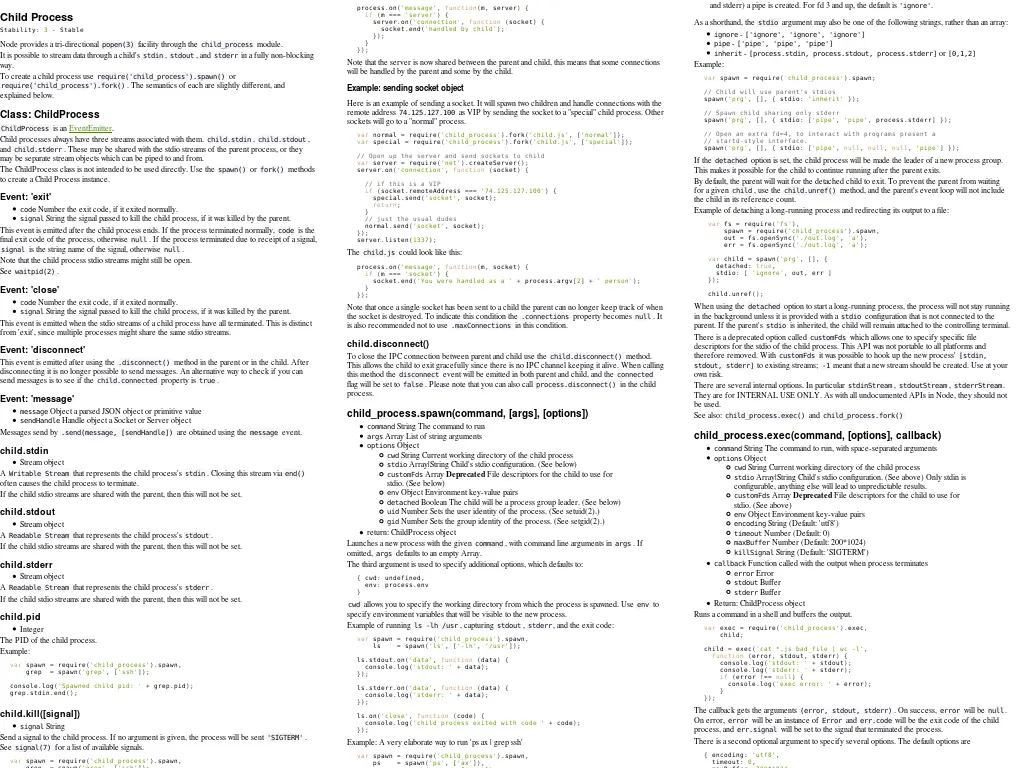 Child Process
Stability: 3 - Stable
Node provides a tri-directional popen(3) facility through the child_process module.
It is possible to stream data through a child's stdin, stdout, and stderr in a fully non-blocking
way.
To create a child process use require('child_process').spawn() or
require('child_process').fork(). The semantics of each are slightly different, and
explained below.
Class: ChildProcess
ChildProcess is an EventEmitter.
Child processes always have three streams associated with them. child.stdin, child.stdout,
and child.stderr. These may be shared with the stdio streams of the parent process, or they
may be separate stream objects which can be piped to and from.
The ChildProcess class is not intended to be used directly. Use the spawn() or fork() methods
to create a Child Process instance.
Event: 'exit'
• code Number the exit code, if it exited normally.
• signal String the signal passed to kill the child process, if it was killed by the parent.
This event is emitted after the child process ends. If the process terminated normally, code is the
final exit code of the process, otherwise null. If the process terminated due to receipt of a signal,
signal is the string name of the signal, otherwise null.
Note that the child process stdio streams might still be open.
See waitpid(2).
Event: 'close'
• code Number the exit code, if it exited normally.
• signal String the signal passed to kill the child process, if it was killed by the parent.
This event is emitted when the stdio streams of a child process have all terminated. This is distinct
from 'exit', since multiple processes might share the same stdio streams.
Event: 'disconnect'
This event is emitted after using the .disconnect() method in the parent or in the child. After
disconnecting it is no longer possible to send messages. An alternative way to check if you can
send messages is to see if the child.connected property is true.
Event: 'message'
• message Object a parsed JSON object or primitive value
• sendHandle Handle object a Socket or Server object
Messages send by .send(message, [sendHandle]) are obtained using the message event.
child.stdin
• Stream object
A Writable Stream that represents the child process's stdin. Closing this stream via end()
often causes the child process to terminate.
If the child stdio streams are shared with the parent, then this will not be set.
child.stdout
• Stream object
A Readable Stream that represents the child process's stdout.
If the child stdio streams are shared with the parent, then this will not be set.
child.stderr
• Stream object
A Readable Stream that represents the child process's stderr.
If the child stdio streams are shared with the parent, then this will not be set.
child.pid
• Integer
The PID of the child process.
Example:
var spawn = require('child_process').spawn,
grep = spawn('grep', ['ssh']);
console.log('Spawned child pid: ' + grep.pid);
grep.stdin.end();
child.kill([signal])
• signal String
Send a signal to the child process. If no argument is given, the process will be sent 'SIGTERM'.
See signal(7) for a list of available signals.
var spawn = require('child_process').spawn,
grep = spawn('grep', ['ssh']);
process.on('message', function(m, server) {
if (m === 'server') {
server.on('connection', function (socket) {
socket.end('handled by child');
});
}
});
Note that the server is now shared between the parent and child, this means that some connections
will be handled by the parent and some by the child.
Example: sending socket object
Here is an example of sending a socket. It will spawn two children and handle connections with the
remote address 74.125.127.100 as VIP by sending the socket to a "special" child process. Other
sockets will go to a "normal" process.
var normal = require('child_process').fork('child.js', ['normal']);
var special = require('child_process').fork('child.js', ['special']);
// Open up the server and send sockets to child
var server = require('net').createServer();
server.on('connection', function (socket) {
// if this is a VIP
if (socket.remoteAddress === '74.125.127.100') {
special.send('socket', socket);
return;
}
// just the usual dudes
normal.send('socket', socket);
});
server.listen(1337);
The child.js could look like this:
process.on('message', function(m, socket) {
if (m === 'socket') {
socket.end('You were handled as a ' + process.argv[2] + ' person');
}
});
Note that once a single socket has been sent to a child the parent can no longer keep track of when
the socket is destroyed. To indicate this condition the .connections property becomes null. It
is also recommended not to use .maxConnections in this condition.
child.disconnect()
To close the IPC connection between parent and child use the child.disconnect() method.
This allows the child to exit gracefully since there is no IPC channel keeping it alive. When calling
this method the disconnect event will be emitted in both parent and child, and the connected
flag will be set to false. Please note that you can also call process.disconnect() in the child
process.
child_process.spawn(command, [args], [options])
• command String The command to run
• args Array List of string arguments
• options Object
cwd String Current working directory of the child process
stdio Array|String Child's stdio configuration. (See below)
customFds Array Deprecated File descriptors for the child to use for
stdio. (See below)
env Object Environment key-value pairs
detached Boolean The child will be a process group leader. (See below)
uid Number Sets the user identity of the process. (See setuid(2).)
gid Number Sets the group identity of the process. (See setgid(2).)
• return: ChildProcess object
Launches a new process with the given command, with command line arguments in args. If
omitted, args defaults to an empty Array.
The third argument is used to specify additional options, which defaults to:
{ cwd: undefined,
env: process.env
}
cwd allows you to specify the working directory from which the process is spawned. Use env to
specify environment variables that will be visible to the new process.
Example of running ls -lh /usr, capturing stdout, stderr, and the exit code:
var spawn = require('child_process').spawn,
ls = spawn('ls', ['-lh', '/usr']);
ls.stdout.on('data', function (data) {
console.log('stdout: ' + data);
});
ls.stderr.on('data', function (data) {
console.log('stderr: ' + data);
});
ls.on('close', function (code) {
console.log('child process exited with code ' + code);
});
Example: A very elaborate way to run 'ps ax | grep ssh'
var spawn = require('child_process').spawn,
ps = spawn('ps', ['ax']),
and stderr) a pipe is created. For fd 3 and up, the default is 'ignore'.
As a shorthand, the stdio argument may also be one of the following strings, rather than an array:
• ignore - ['ignore', 'ignore', 'ignore']
• pipe - ['pipe', 'pipe', 'pipe']
• inherit - [process.stdin, process.stdout, process.stderr] or [0,1,2]
Example:
var spawn = require('child_process').spawn;
// Child will use parent's stdios
spawn('prg', [], { stdio: 'inherit' });
// Spawn child sharing only stderr
spawn('prg', [], { stdio: ['pipe', 'pipe', process.stderr] });
// Open an extra fd=4, to interact with programs present a
// startd-style interface.
spawn('prg', [], { stdio: ['pipe', null, null, null, 'pipe'] });
If the detached option is set, the child process will be made the leader of a new process group.
This makes it possible for the child to continue running after the parent exits.
By default, the parent will wait for the detached child to exit. To prevent the parent from waiting
for a given child, use the child.unref() method, and the parent's event loop will not include
the child in its reference count.
Example of detaching a long-running process and redirecting its output to a file:
var fs = require('fs'),
spawn = require('child_process').spawn,
out = fs.openSync('./out.log', 'a'),
err = fs.openSync('./out.log', 'a');
var child = spawn('prg', [], {
detached: true,
stdio: [ 'ignore', out, err ]
});
child.unref();
When using the detached option to start a long-running process, the process will not stay running
in the background unless it is provided with a stdio configuration that is not connected to the
parent. If the parent's stdio is inherited, the child will remain attached to the controlling terminal.
There is a deprecated option called customFds which allows one to specify specific file
descriptors for the stdio of the child process. This API was not portable to all platforms and
therefore removed. With customFds it was possible to hook up the new process' [stdin,
stdout, stderr] to existing streams; -1 meant that a new stream should be created. Use at your
own risk.
There are several internal options. In particular stdinStream, stdoutStream, stderrStream.
They are for INTERNAL USE ONLY. As with all undocumented APIs in Node, they should not
be used.
See also: child_process.exec() and child_process.fork()
child_process.exec(command, [options], callback)
• command String The command to run, with space-separated arguments
• options Object
cwd String Current working directory of the child process
stdio Array|String Child's stdio configuration. (See above) Only stdin is
configurable, anything else will lead to unpredictable results.
customFds Array Deprecated File descriptors for the child to use for
stdio. (See above)
env Object Environment key-value pairs
encoding String (Default: 'utf8')
timeout Number (Default: 0)
maxBuffer Number (Default: 200*1024)
killSignal String (Default: 'SIGTERM')
• callback Function called with the output when process terminates
error Error
stdout Buffer
stderr Buffer
• Return: ChildProcess object
Runs a command in a shell and buffers the output.
var exec = require('child_process').exec,
child;
child = exec('cat *.js bad_file | wc -l',
function (error, stdout, stderr) {
console.log('stdout: ' + stdout);
console.log('stderr: ' + stderr);
if (error !== null) {
console.log('exec error: ' + error);
}
});
The callback gets the arguments (error, stdout, stderr). On success, error will be null.
On error, error will be an instance of Error and err.code will be the exit code of the child
process, and err.signal will be set to the signal that terminated the process.
There is a second optional argument to specify several options. The default options are
{ encoding: 'utf8',
timeout: 0,
maxBuffer: 200*1024,